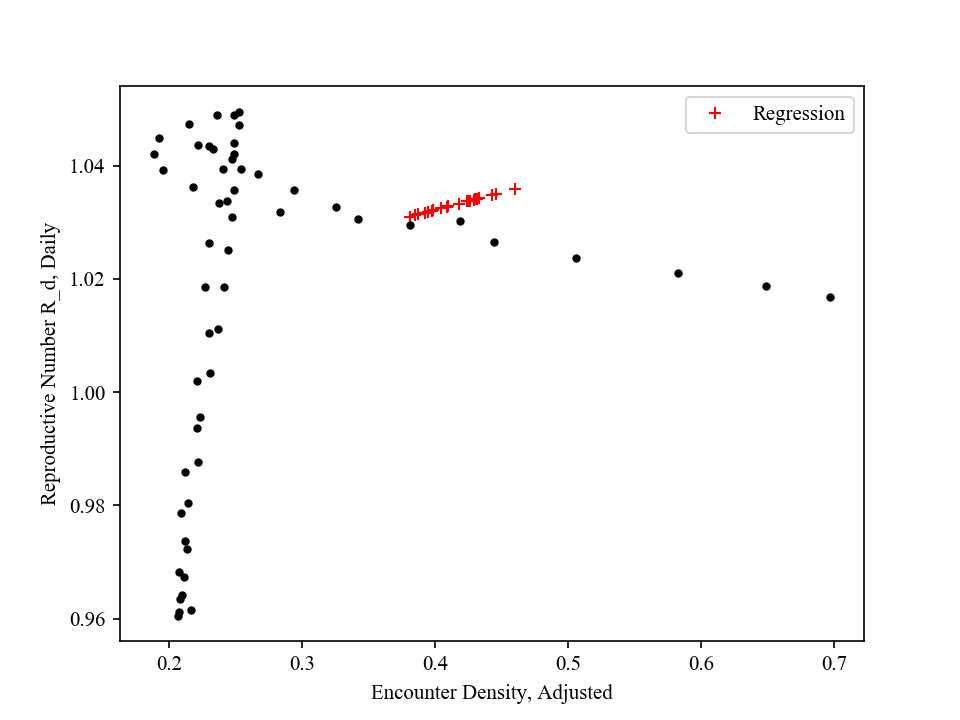 Regression
1.04
1.02
1.00
0.98
0.96
Reproductive Number R_d, Daily
0.2 0.3 0.4 0.5 0.6 0.7
Encounter Density, Adjusted